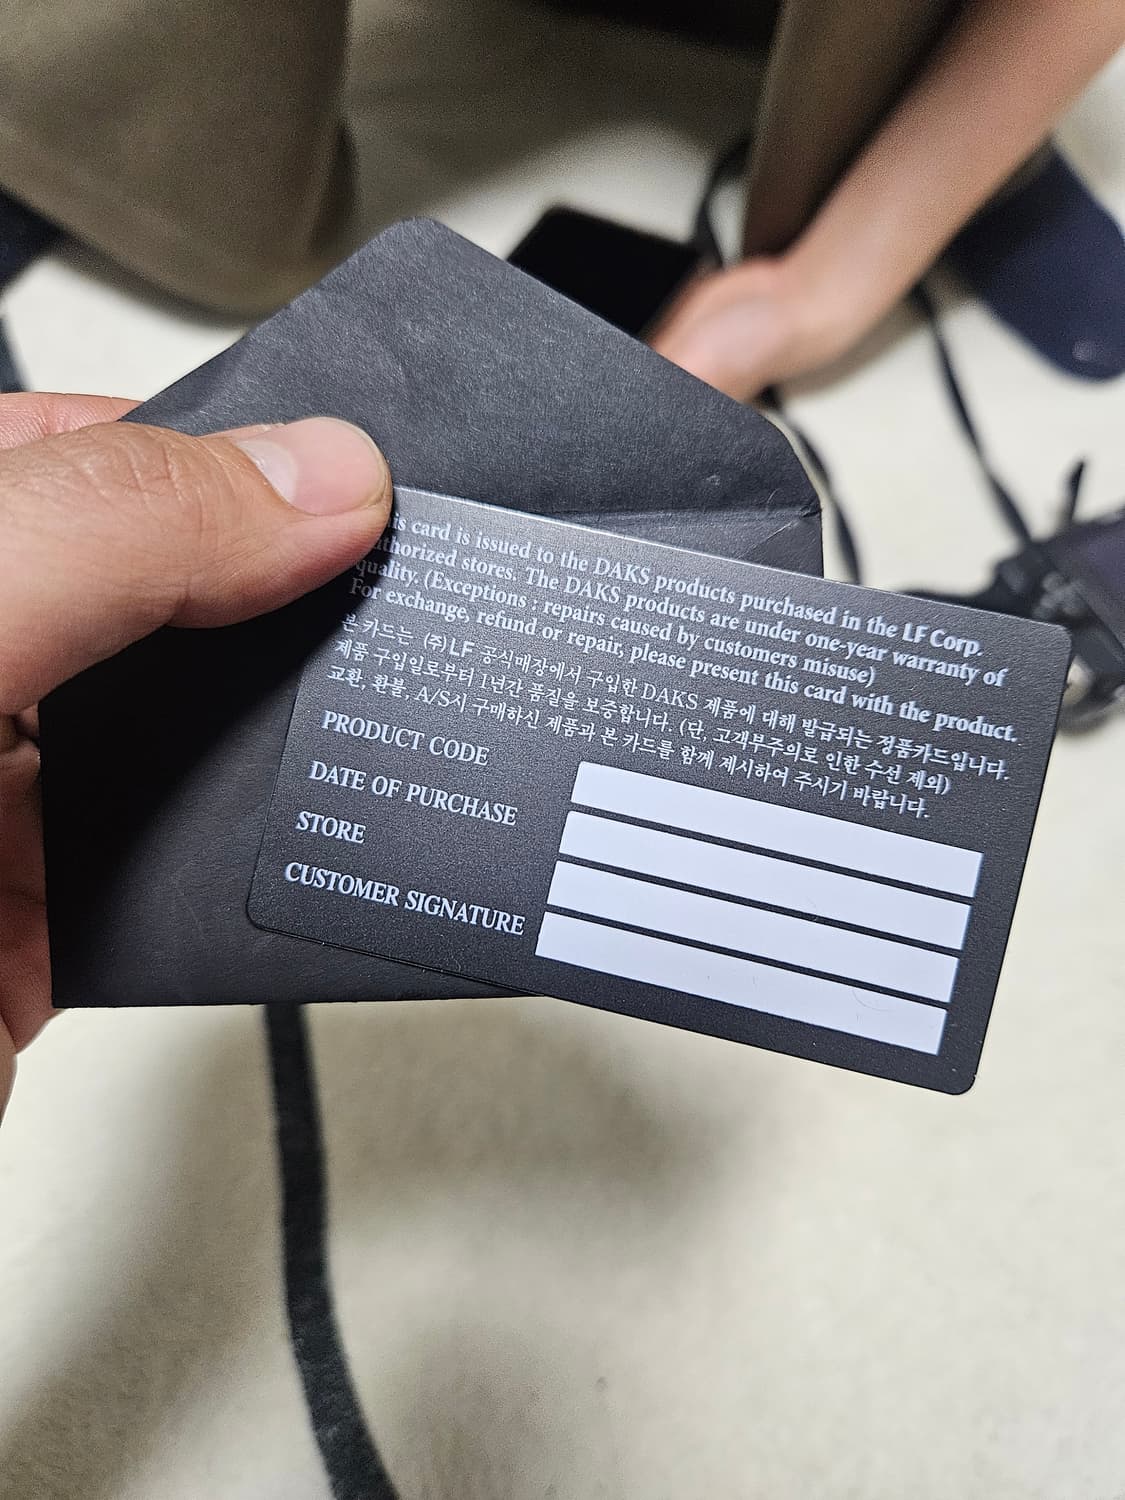 is card is issued to the DAKS products purchased in the LF Corp.
thorized stores. The DAKS products are under one-year warranty of
quality. (Exceptions ; repairs caused by customers misuse)
For exchange, refund or repair, please present this card with the product.
본 카드는 (주)LF 공식매장에서 구입한 DAKS 제품에 대해 발급되는 정품카드입니다.
제품 구입일로부터 1년간 품질을 보증합니다. (단, 고객부주의로 인한 수선 제외)
교환, 환불, A/S시 구매하신 제품과 본 카드를 함께 제시하여 주시기 바랍니다.
PRODUCT CODE
DATE OF PURCHASE
STORE
CUSTOMER SIGNATURE